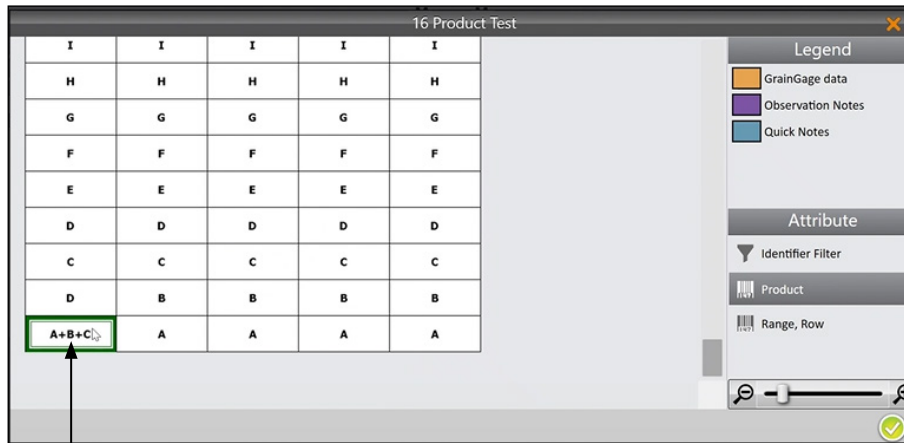 16 Product Test
I I I I I
H H H H H
G G G G G
F F F F F
E E E E E
D D D D D
C C C C C
D B B B B
A+B+C A A A A
Legend
GrainGage data
Observation Notes
Quick Notes
Attribute
Identifier Filter
Product
Range, Row